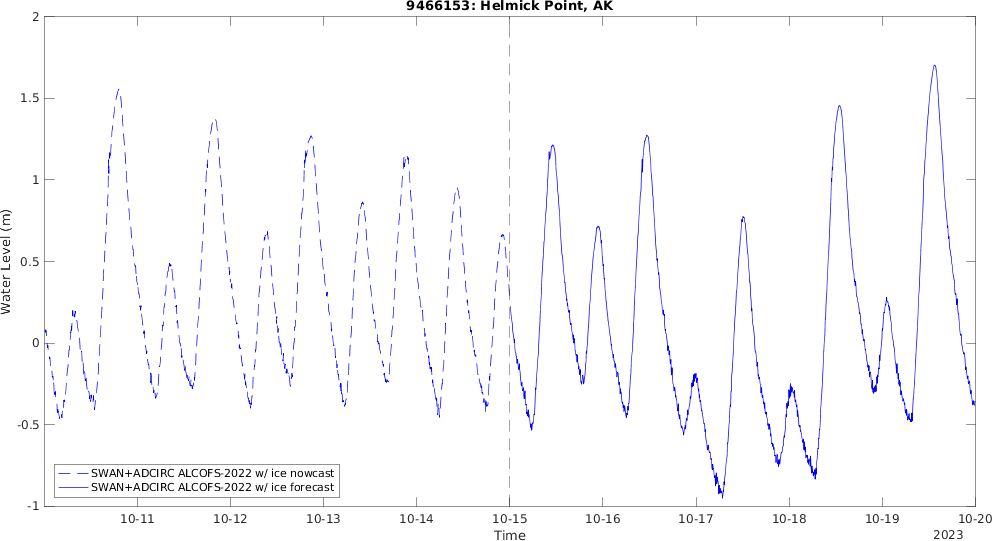 9466153: Helmick Point, AK
Water Level (m)
2
1.5
1
0.5
0
-0.5
-1
SWAN+ADCIRC ALCOFS-2022 w/ ice nowcast
SWAN+ADCIRC ALCOFS-2022 w/ ice forecast
10-11 10-12 10-13 10-14 10-15 10-16 10-17 10-18 10-19 10-20
Time
2023